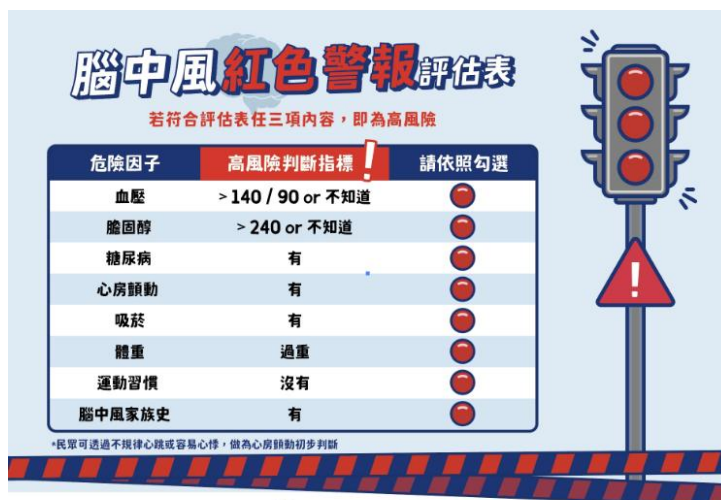 腦中風紅色警報評估表
若符合評估表任三項內容，即為高風險
危險因子 高風險判斷指標 請依照勾選
血壓 > 140 / 90 or 不知道
膽固醇 > 240 or 不知道
糖尿病 有
心房顫動 有
吸菸 有
體重 過重
運動習慣 沒有
腦中風家族史 有
*民眾可透過不規律心跳或容易心悸，做為心房顫動初步判斷